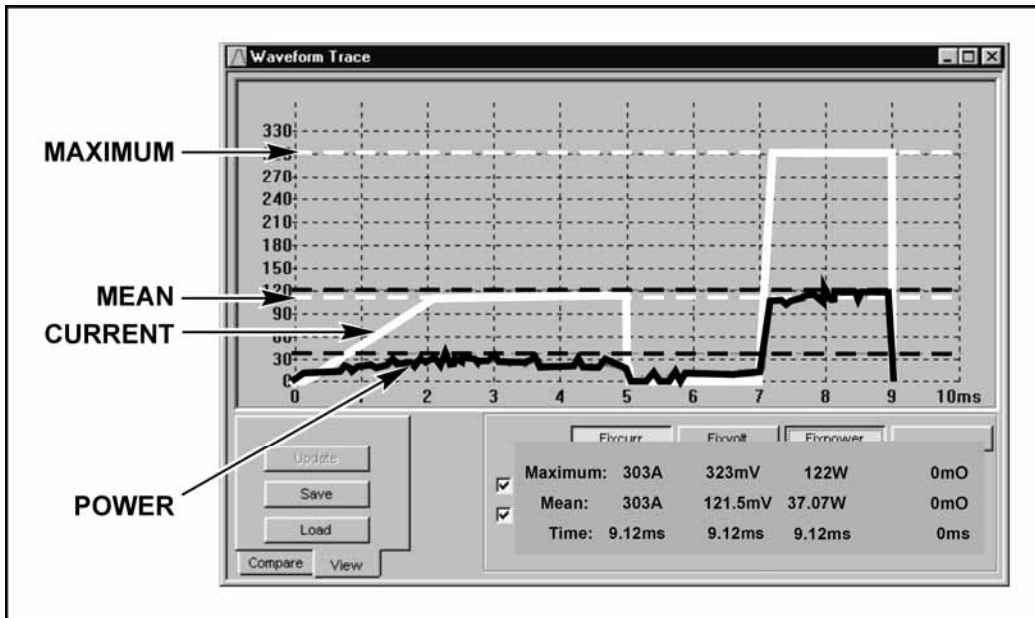 Waveform Trace
MAXIMUM
MEAN
CURRENT
POWER
330
270
240
210
180
150
120
90
60
30
0
0 1 2 3 4 5 6 7 8 9 10ms
Update
Save
Load
Compare View
Fixcurr Fixvolt Fixpower
Maximum: 303A 323mV 122W 0mO
Mean: 303A 121.5mV 37.07W 0mO
Time: 9.12ms 9.12ms 9.12ms 0ms